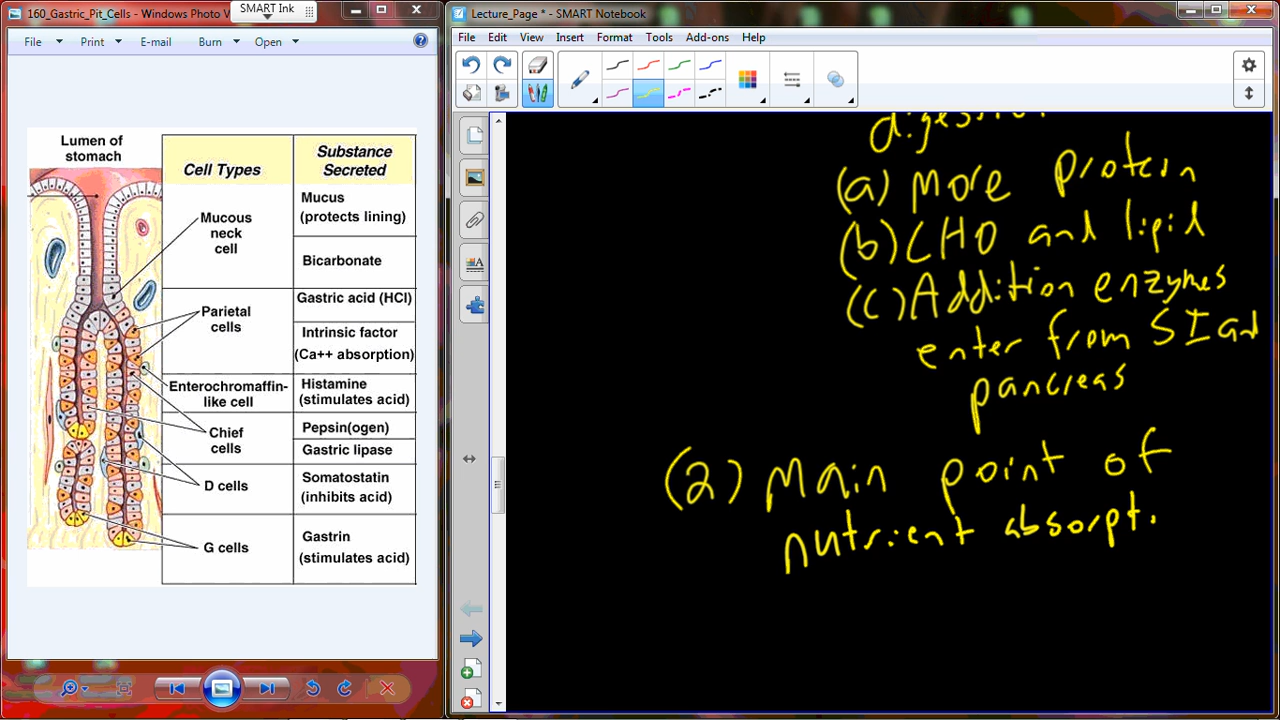 160_Gastric_Pit_Cells - Windows Photo V
SMART Ink
File Print E-mail Burn Open
Lumen of
stomach
Cell Types
Substance
Secreted
Mucous
neck
cell
Mucus
(protects lining)
Bicarbonate
Parietal
cells
Gastric acid (HCl)
Intrinsic factor
(Ca++ absorption)
Enterochromaffin-
like cell
Histamine
(stimulates acid)
Chief
cells
Pepsin(ogen)
Gastric lipase
D cells
Somatostatin
(inhibits acid)
G cells
Gastrin
(stimulates acid)
Lecture_Page * - SMART Notebook
File Edit View Insert Format Tools Add-ons Help
(a) More protein
(b) CHO and lipid
(c) Addition enzymes
enter from SI and
pancreas
(2) Main point of
nutrient absorpt.